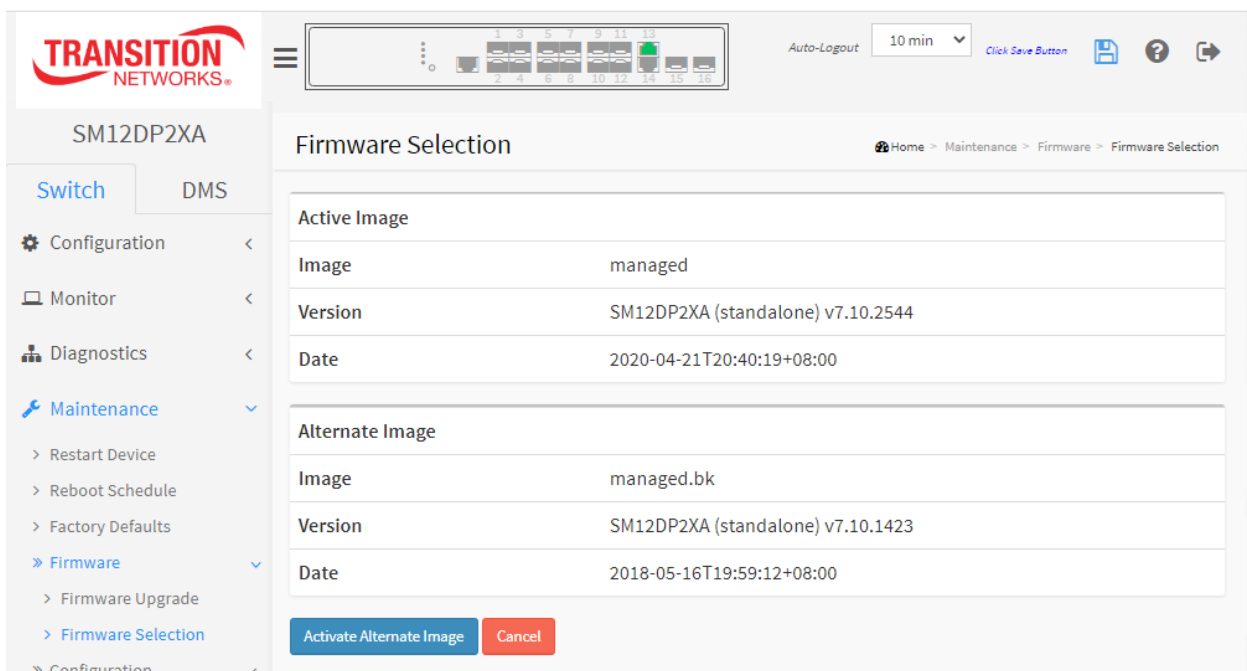 TRANSITION
NETWORKS®
1 3 5 7 9 11 13
2 4 6 8 10 12 14 15 16
Auto-Logout 10 min Click Save Button
SM12DP2XA
Switch DMS
Configuration
Monitor
Diagnostics
Maintenance
Restart Device
Reboot Schedule
Factory Defaults
Firmware
Firmware Upgrade
Firmware Selection
Configuration
Firmware Selection
Home > Maintenance > Firmware > Firmware Selection
Active Image
Image managed
Version SM12DP2XA (standalone) v7.10.2544
Date 2020-04-21T20:40:19+08:00
Alternate Image
Image managed.bk
Version SM12DP2XA (standalone) v7.10.1423
Date 2018-05-16T19:59:12+08:00
Activate Alternate Image Cancel